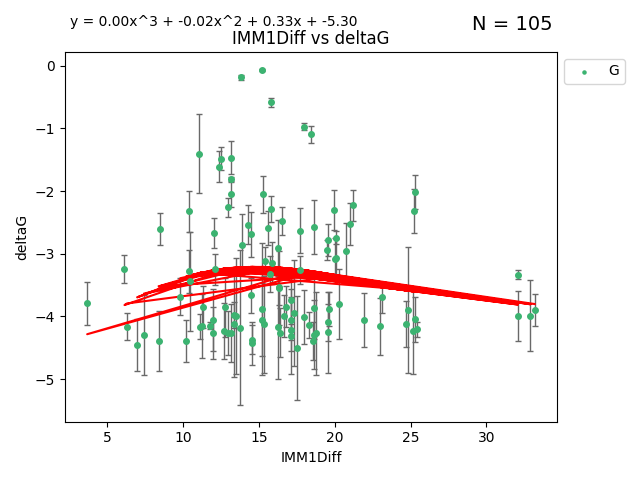 y = 0.00x^3 + -0.02x^2 + 0.33x + -5.30
N = 105
IMM1Diff vs deltaG
G
0
−1
−2
−3
−4
−5
deltaG
5 10 15 20 25 30
IMM1Diff